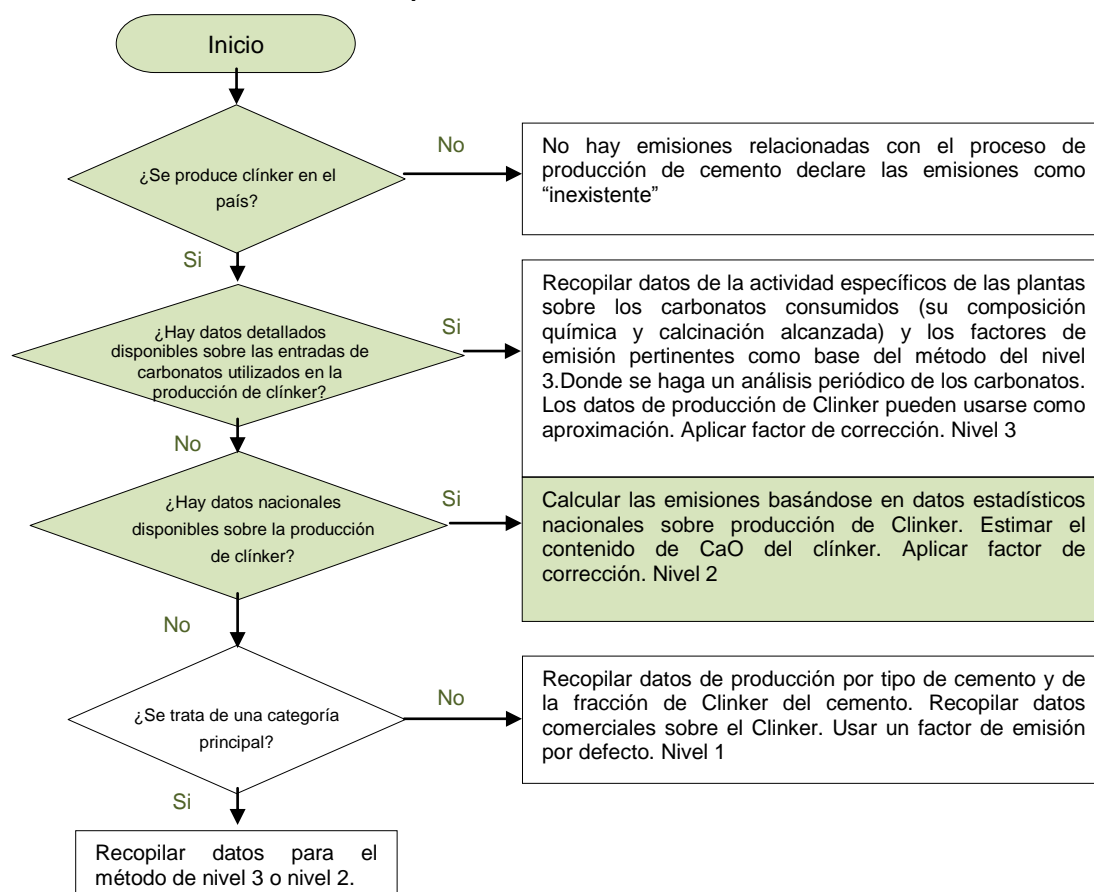 Inicio
¿Se produce clínker en el
país?
No
No hay emisiones relacionadas con el proceso de
producción de cemento declare las emisiones como
“inexistente”
Si
¿Hay datos detallados
disponibles sobre las entradas de
carbonatos utilizados en la
producción de clínker?
Si
Recopilar datos de la actividad específicos de las plantas
sobre los carbonatos consumidos (su composición
química y calcinación alcanzada) y los factores de
emisión pertinentes como base del método del nivel
3.Donde se haga un análisis periódico de los carbonatos.
Los datos de producción de Clinker pueden usarse como
aproximación. Aplicar factor de corrección. Nivel 3
No
¿Hay datos nacionales
disponibles sobre la producción
de clínker?
Si
Calcular las emisiones basándose en datos estadísticos
nacionales sobre producción de Clinker. Estimar el
contenido de CaO del clínker. Aplicar factor de
corrección. Nivel 2
No
¿Se trata de una categoría
principal?
No
Recopilar datos de producción por tipo de cemento y de
la fracción de Clinker del cemento. Recopilar datos
comerciales sobre el Clinker. Usar un factor de emisión
por defecto. Nivel 1
Si
Recopilar datos para el
método de nivel 3 o nivel 2.